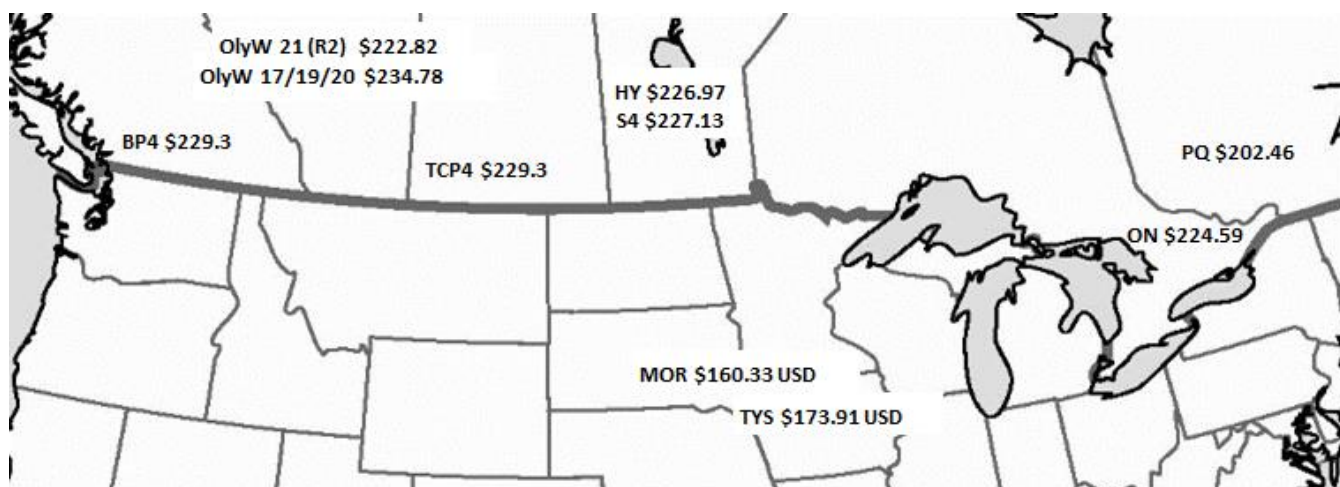 OlyW 21 (R2) $222.82
OlyW 17/19/20 $234.78
HY $226.97
S4 $227.13
BP4 $229.3
TCP4 $229.3
PQ $202.46
ON $224.59
MOR $160.33 USD
TYS $173.91 USD